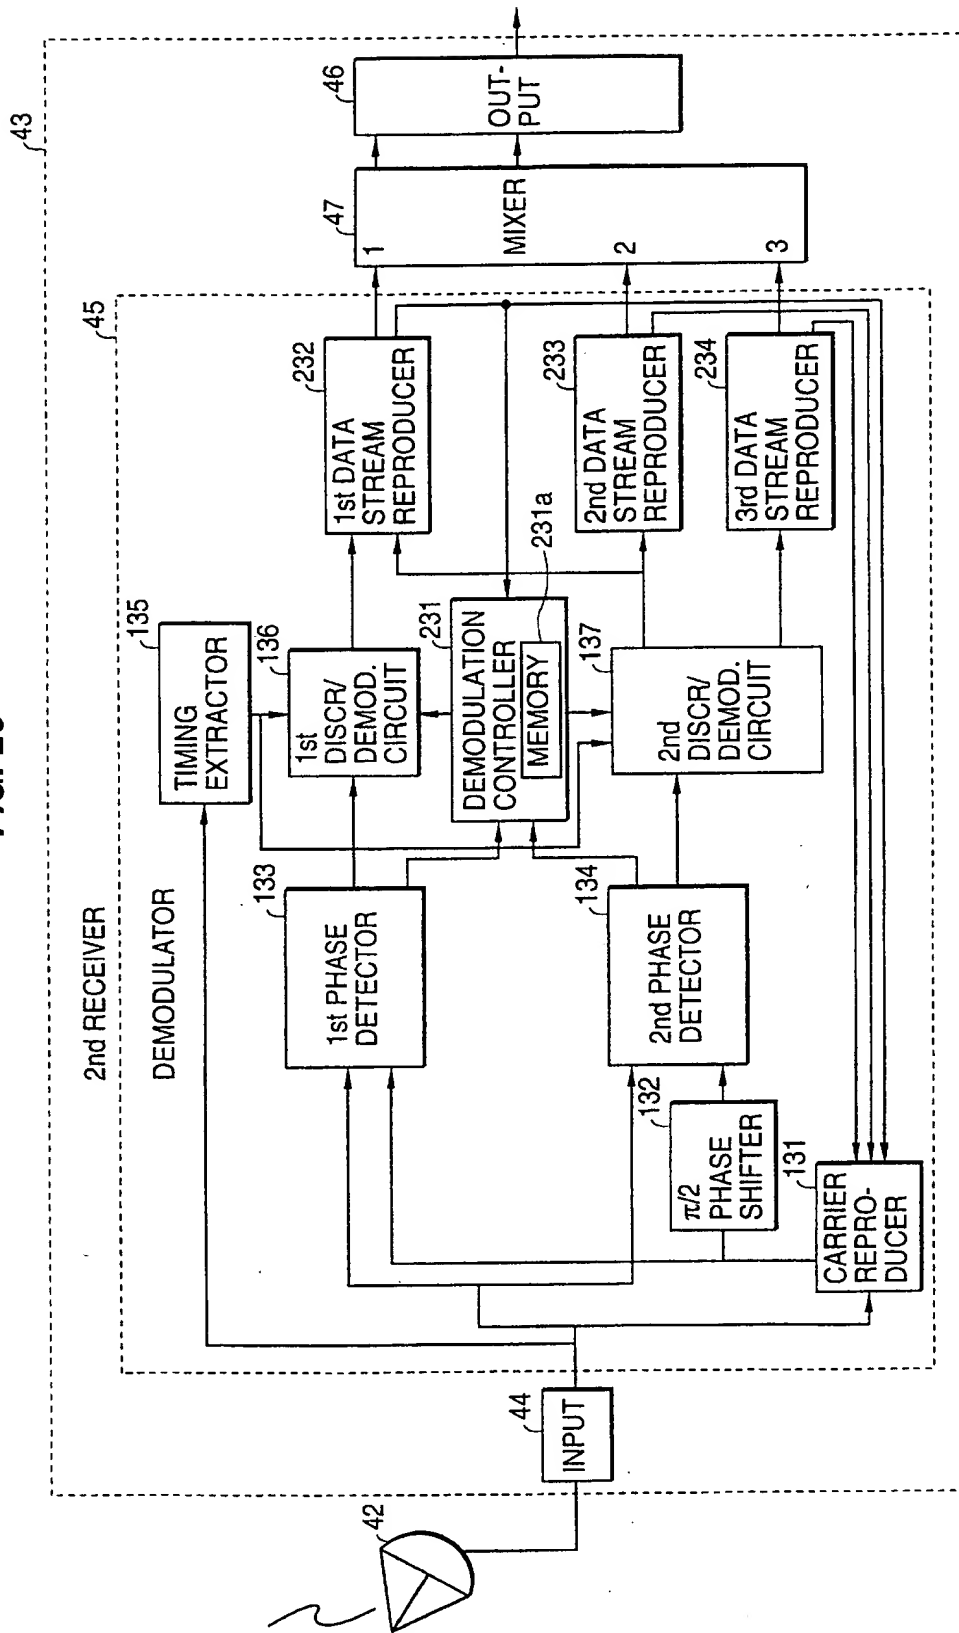 43
2nd RECEIVER
45
DEMODULATOR
135
TIMING
EXTRACTOR
42
44
INPUT
133
1st PHASE
DETECTOR
136
1st
DISCR/
DEMOD.
CIRCUIT
232
1st DATA
STREAM
REPRODUCER
47
1
MIXER
2
3
46
OUT-
PUT
231
DEMODULATION
CONTROLLER
MEMORY
231a
134
2nd PHASE
DETECTOR
132
π/2
PHASE
SHIFTER
131
CARRIER
REPRO-
DUCER
137
2nd
DISCR/
DEMOD.
CIRCUIT
233
2nd DATA
STREAM
REPRODUCER
234
3rd DATA
STREAM
REPRODUCER